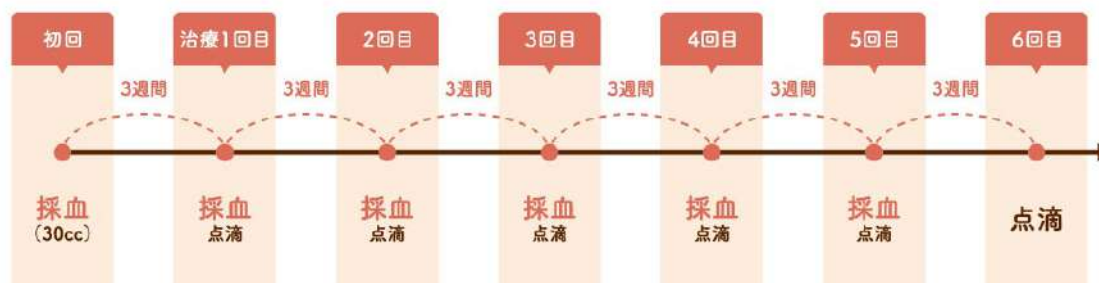 初回
治療1回目
2回目
3回目
4回目
5回目
6回目
3週間
3週間
3週間
3週間
3週間
3週間
採血
(30cc)
採血
点滴
採血
点滴
採血
点滴
採血
点滴
採血
点滴
点滴